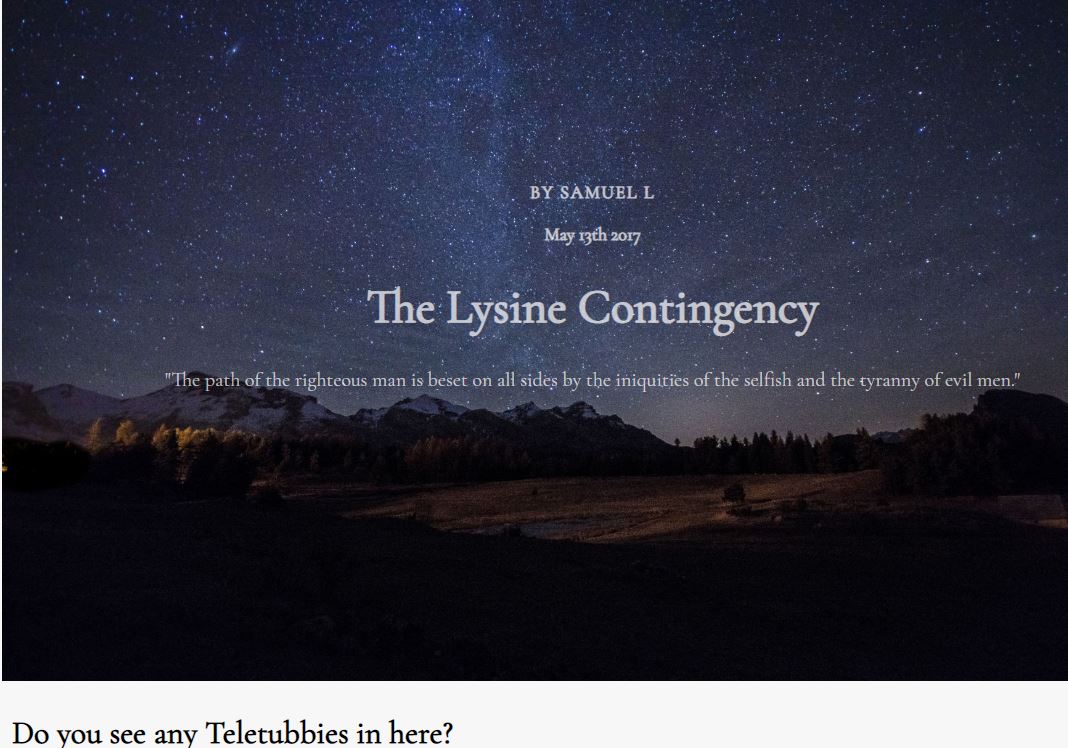 BY SAMUEL L
May 13th 2017
The Lysine Contingency
"The path of the righteous man is beset on all sides by the iniquities of the selfish and the tyranny of evil men."
Do you see any Teletubbies in here?